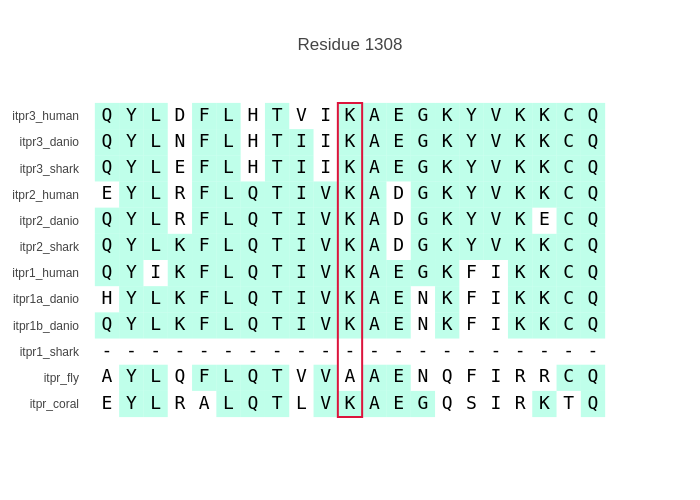 Residue 1308
itpr3_human Q Y L D F L H T V I K A E G K Y V K K C Q
itpr3_danio Q Y L N F L H T I I K A E G K Y V K K C Q
itpr3_shark Q Y L E F L H T I I K A E G K Y V K K C Q
itpr2_human E Y L R F L Q T I V K A D G K Y V K K C Q
itpr2_danio Q Y L R F L Q T I V K A D G K Y V K E C Q
itpr2_shark Q Y L K F L Q T I V K A D G K Y V K K C Q
itpr1_human Q Y I K F L Q T I V K A E G K F I K K C Q
itpr1a_danio H Y L K F L Q T I V K A E N K F I K K C Q
itpr1b_danio Q Y L K F L Q T I V K A E N K F I K K C Q
itpr1_shark - - - - - - - - - - - - - - - - - - - - -
itpr_fly A Y L Q F L Q T V V A A E N Q F I R R C Q
itpr_coral E Y L R A L Q T L V K A E G Q S I R K T Q